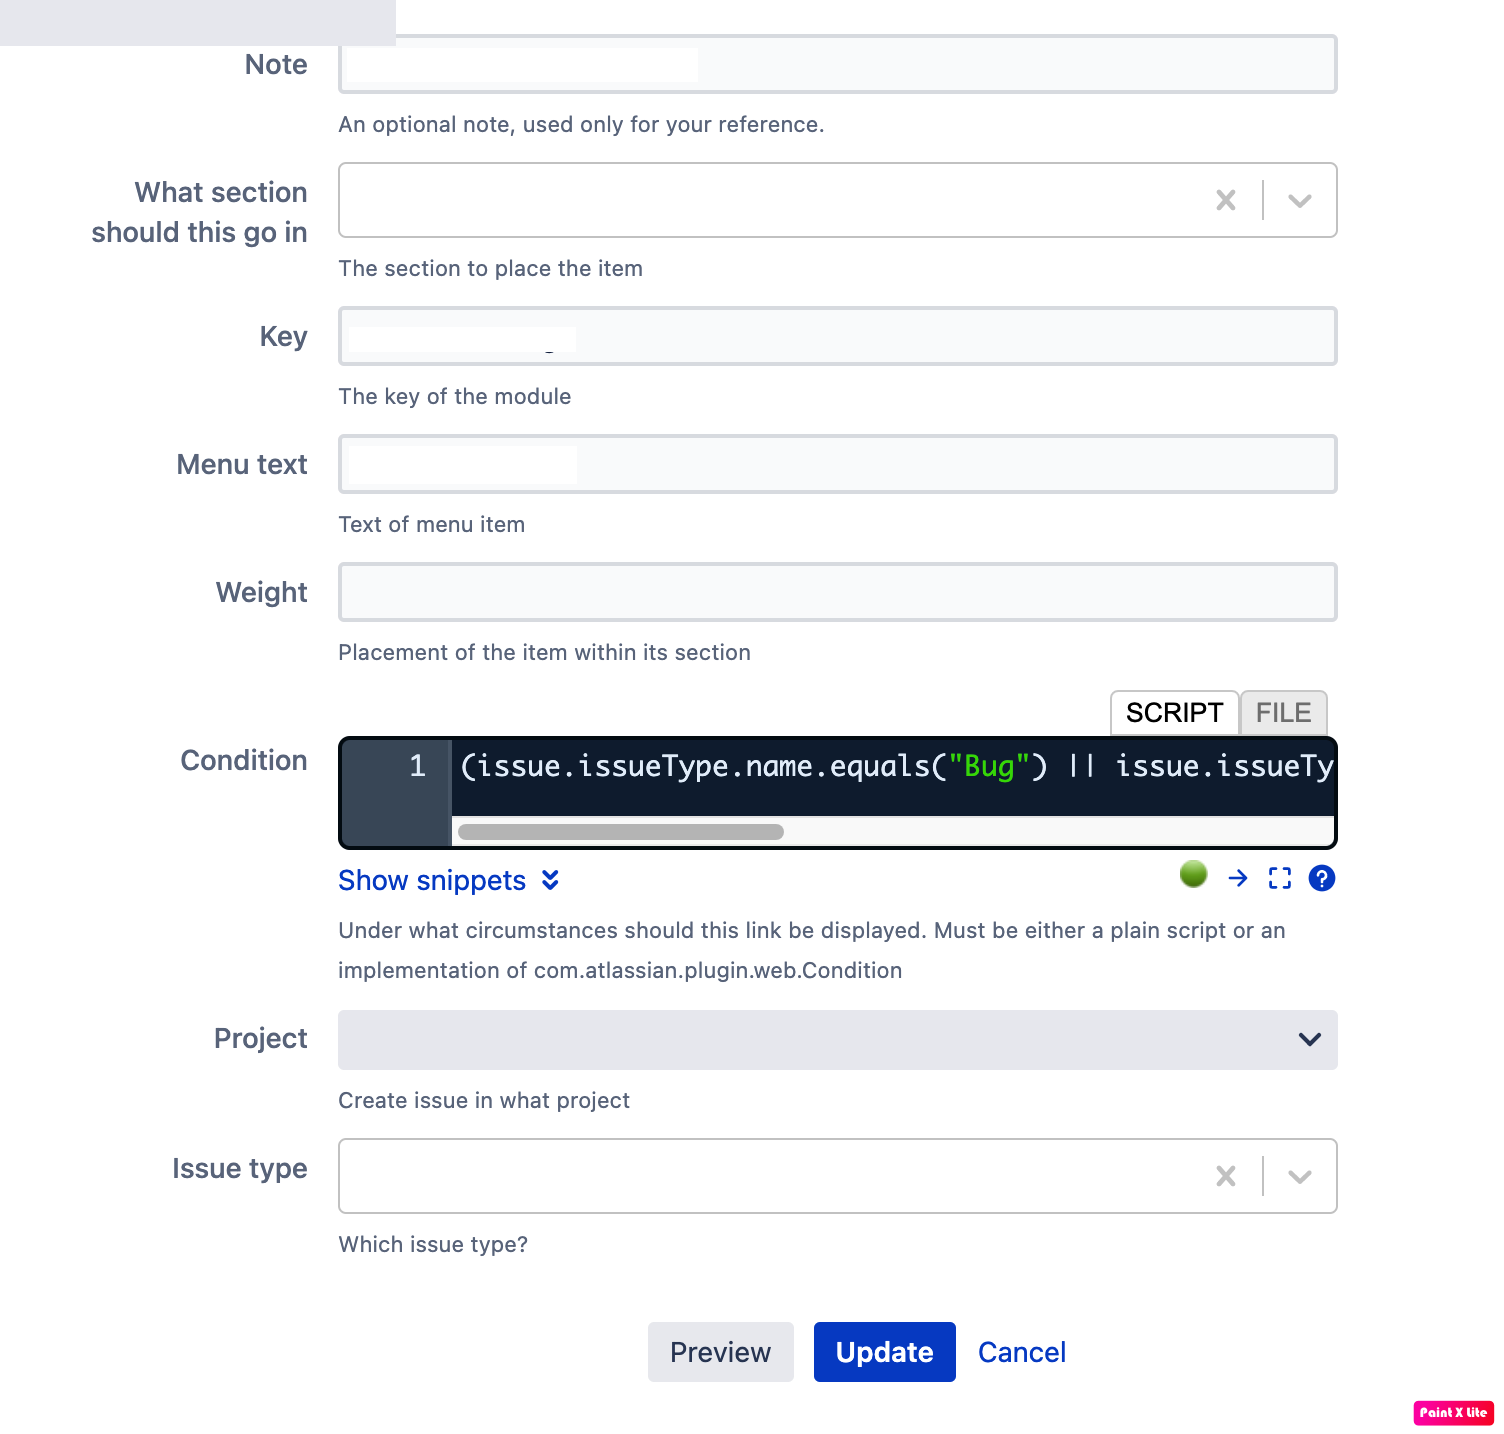 Note
An optional note, used only for your reference.
What section
should this go in
The section to place the item
Key
The key of the module
Menu text
Text of menu item
Weight
Placement of the item within its section
SCRIPT FILE
Condition
1 (issue.issueType.name.equals("Bug") || issue.issueTy
Show snippets
?
Under what circumstances should this link be displayed. Must be either a plain script or an
implementation of com.atlassian.plugin.web.Condition
Project
Create issue in what project
Issue type
Which issue type?
Preview Update Cancel
Paint X Lite